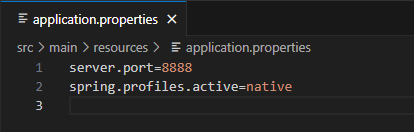 application.properties
src > main > resources > application.properties
1 server.port=8888
2 spring.profiles.active=native
3